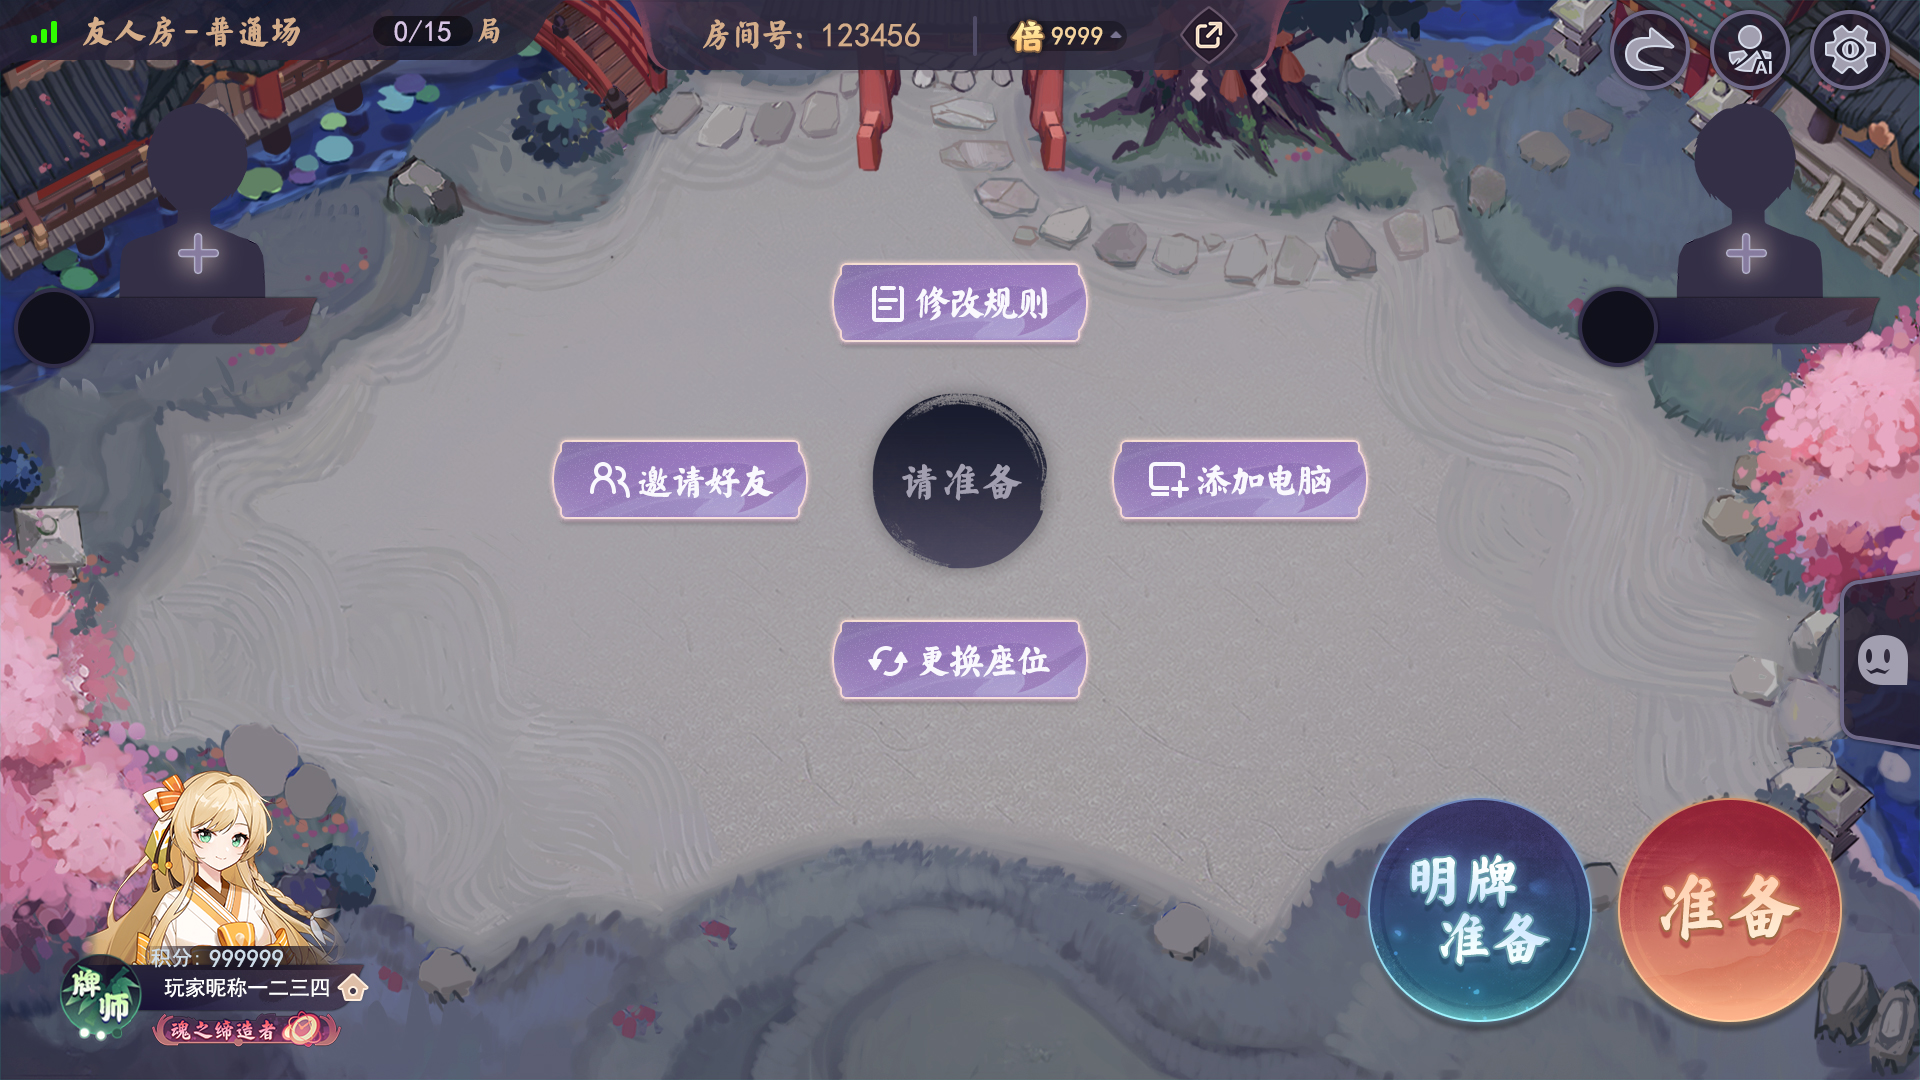 友人房-普通场 0/15 局
房间号：123456 倍 9999
AI
修改规则
邀请好友
请准备
添加电脑
更换座位
明牌
准备
准备
积分：999999
牌师
玩家昵称一二三四
魂之缔造者